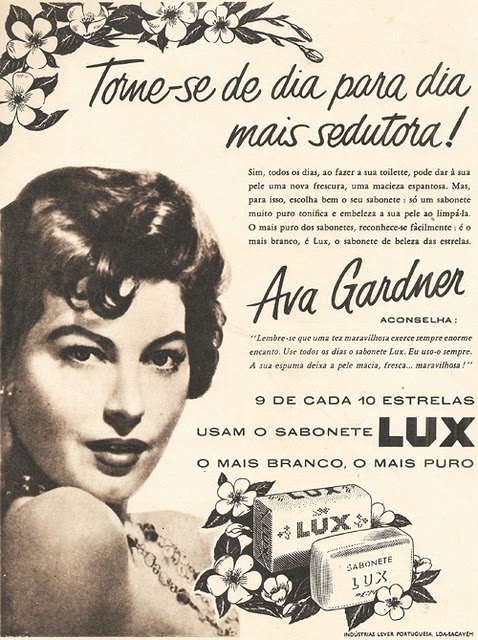 Torne-se de dia para dia
mais sedutora!
Sim, todos os dias, ao fazer a sua toilette, pode dar à sua
pele uma nova frescura, uma macieza espantosa. Mas,
para isso, escolha bem o seu sabonete: só um sabonete
muito puro tonifica e embeleza a sua pele ao limpá-la.
O mais puro dos sabonetes, reconhece-se fàcilmente: é o
mais branco, é Lux, o sabonete de beleza das estrelas.
Ava Gardner
ACONSELHA:
"Lembre-se que uma tez maravilhosa exerce sempre enorme
encanto. Use todos os dias o sabonete Lux. Eu uso-o sempre.
A sua espuma deixa a pele macia, fresca... maravilhosa!"
9 DE CADA 10 ESTRELAS
USAM O SABONETE LUX
O MAIS BRANCO, O MAIS PURO
LUX
LUX
SABONETE
LUX
INDÚSTRIAS LEVER PORTUGUESA, LDA-SACAVÉM